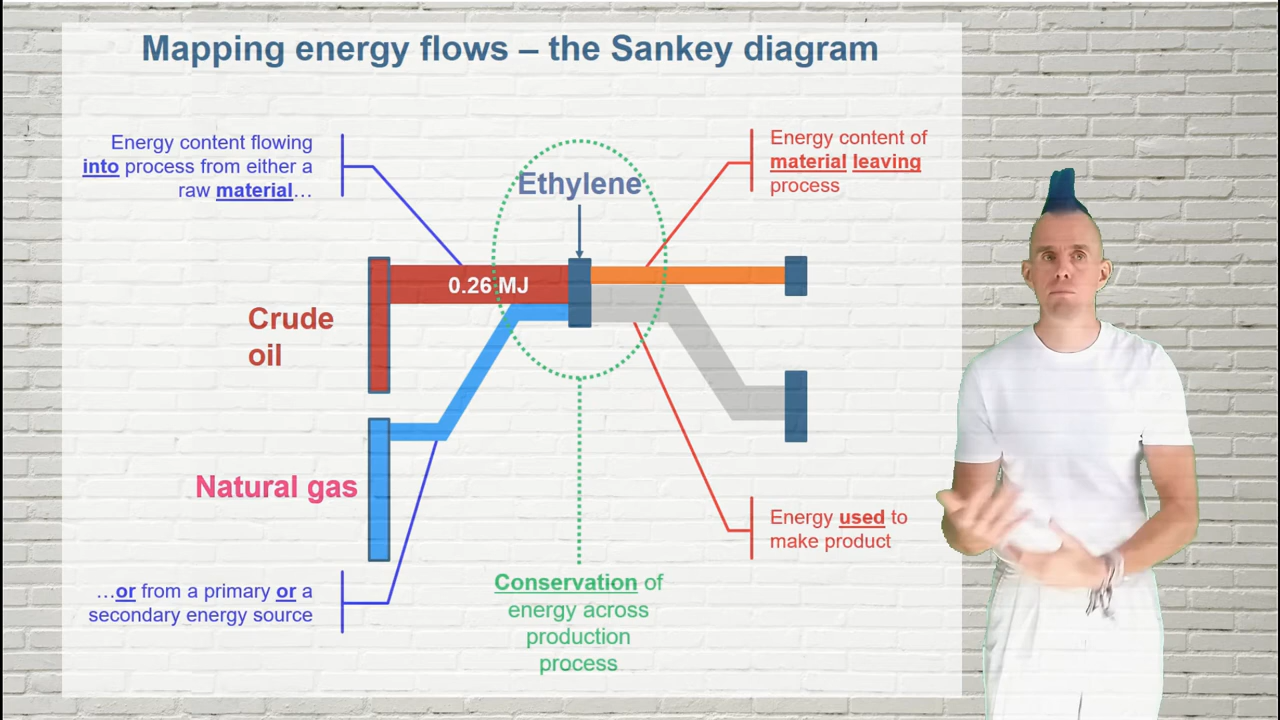 Mapping energy flows – the Sankey diagram
Energy content flowing
into process from either a
raw material…
Energy content of
material leaving
process
Ethylene
0.26 MJ
Crude
oil
Natural gas
Energy used to
make product
…or from a primary or a
secondary energy source
Conservation of
energy across
production
process